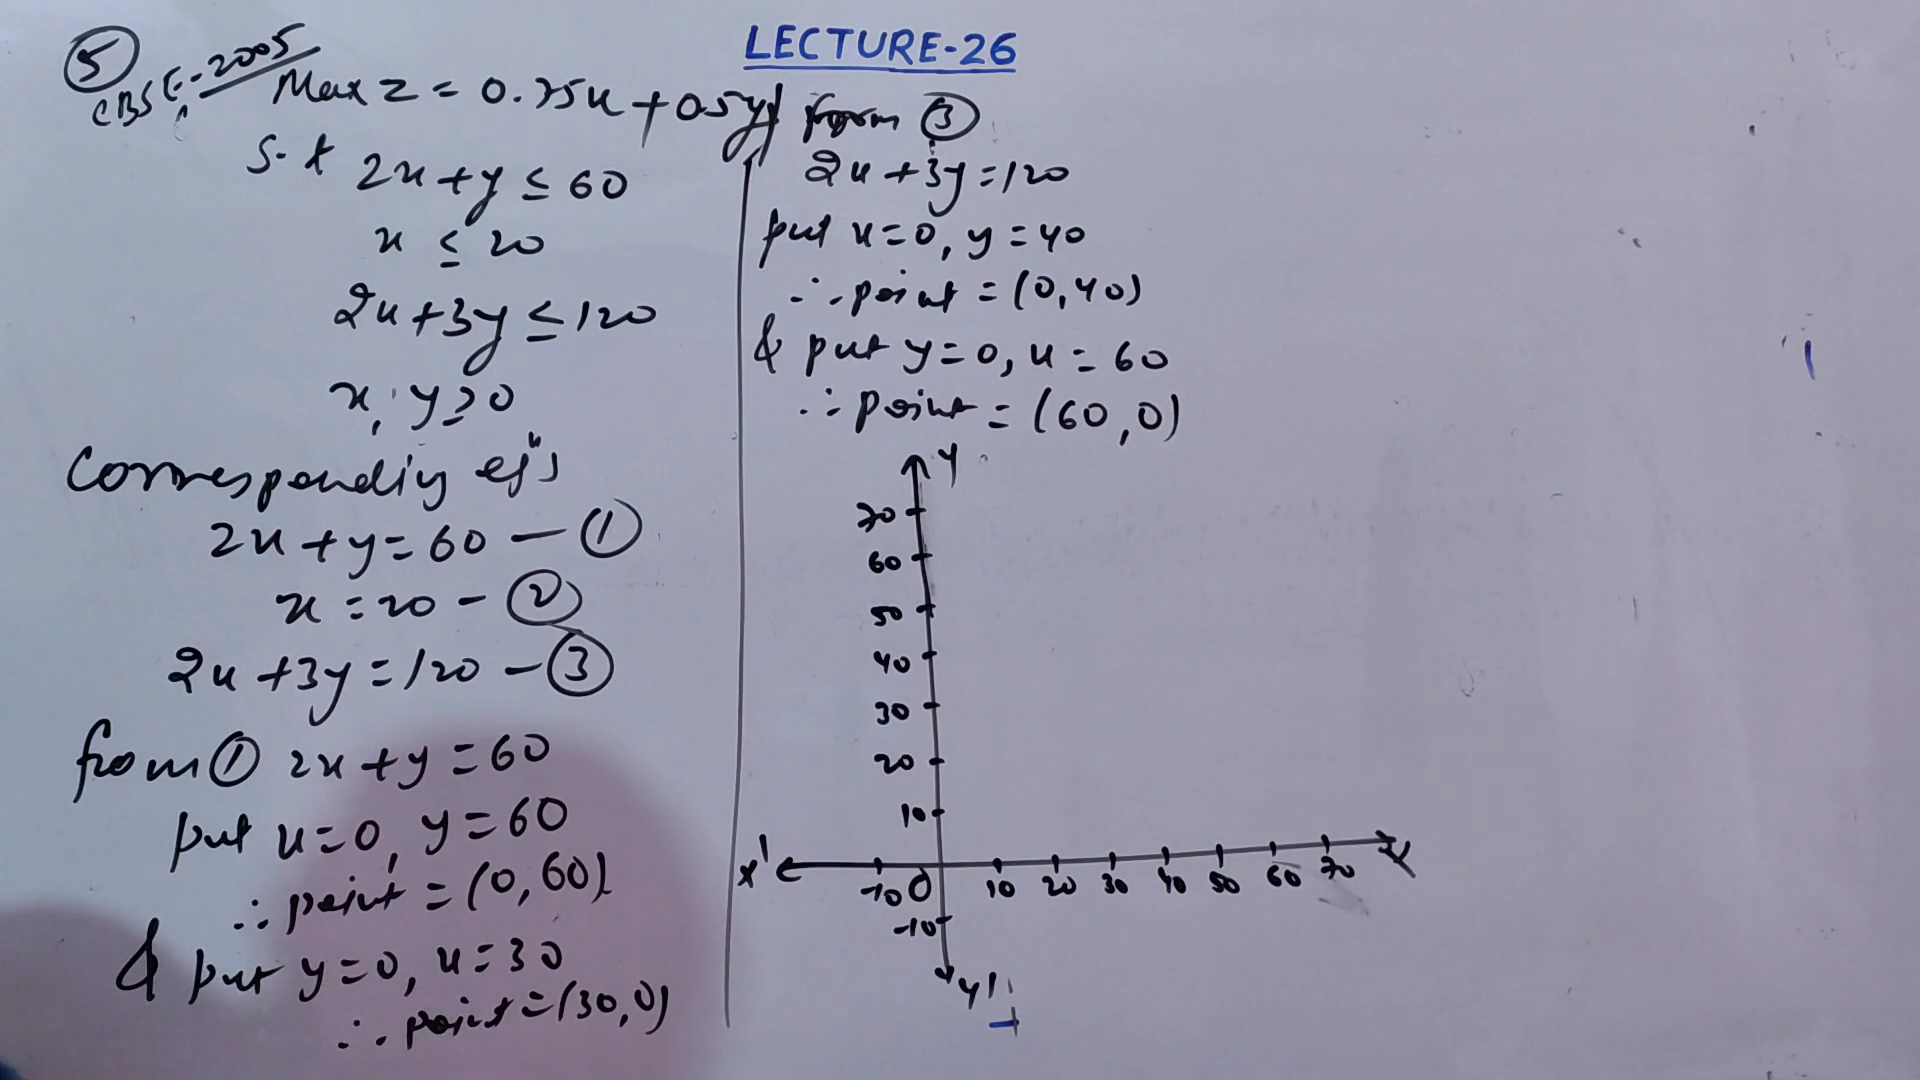 LECTURE-26
5
CBSE-2005
Max z = 0.75x + 0.5y
S.t 2x + y ≤ 60
x ≤ 20
2x + 3y ≤ 120
x, y ≥ 0
Corresponding eqⁿs
2x + y = 60 — ①
x = 20 - ②
2x + 3y = 120 - ③
from ① 2x + y = 60
put x = 0, y = 60
∴ point = (0, 60)
& put y = 0, x = 30
∴ point = (30, 0)
from ③
2x + 3y = 120
put x = 0, y = 40
∴ point = (0, 40)
& put y = 0, x = 60
∴ point = (60, 0)
Y
70
60
50
40
30
20
10
X' -10 O 10 20 30 40 50 60 70 X
-10
Y'